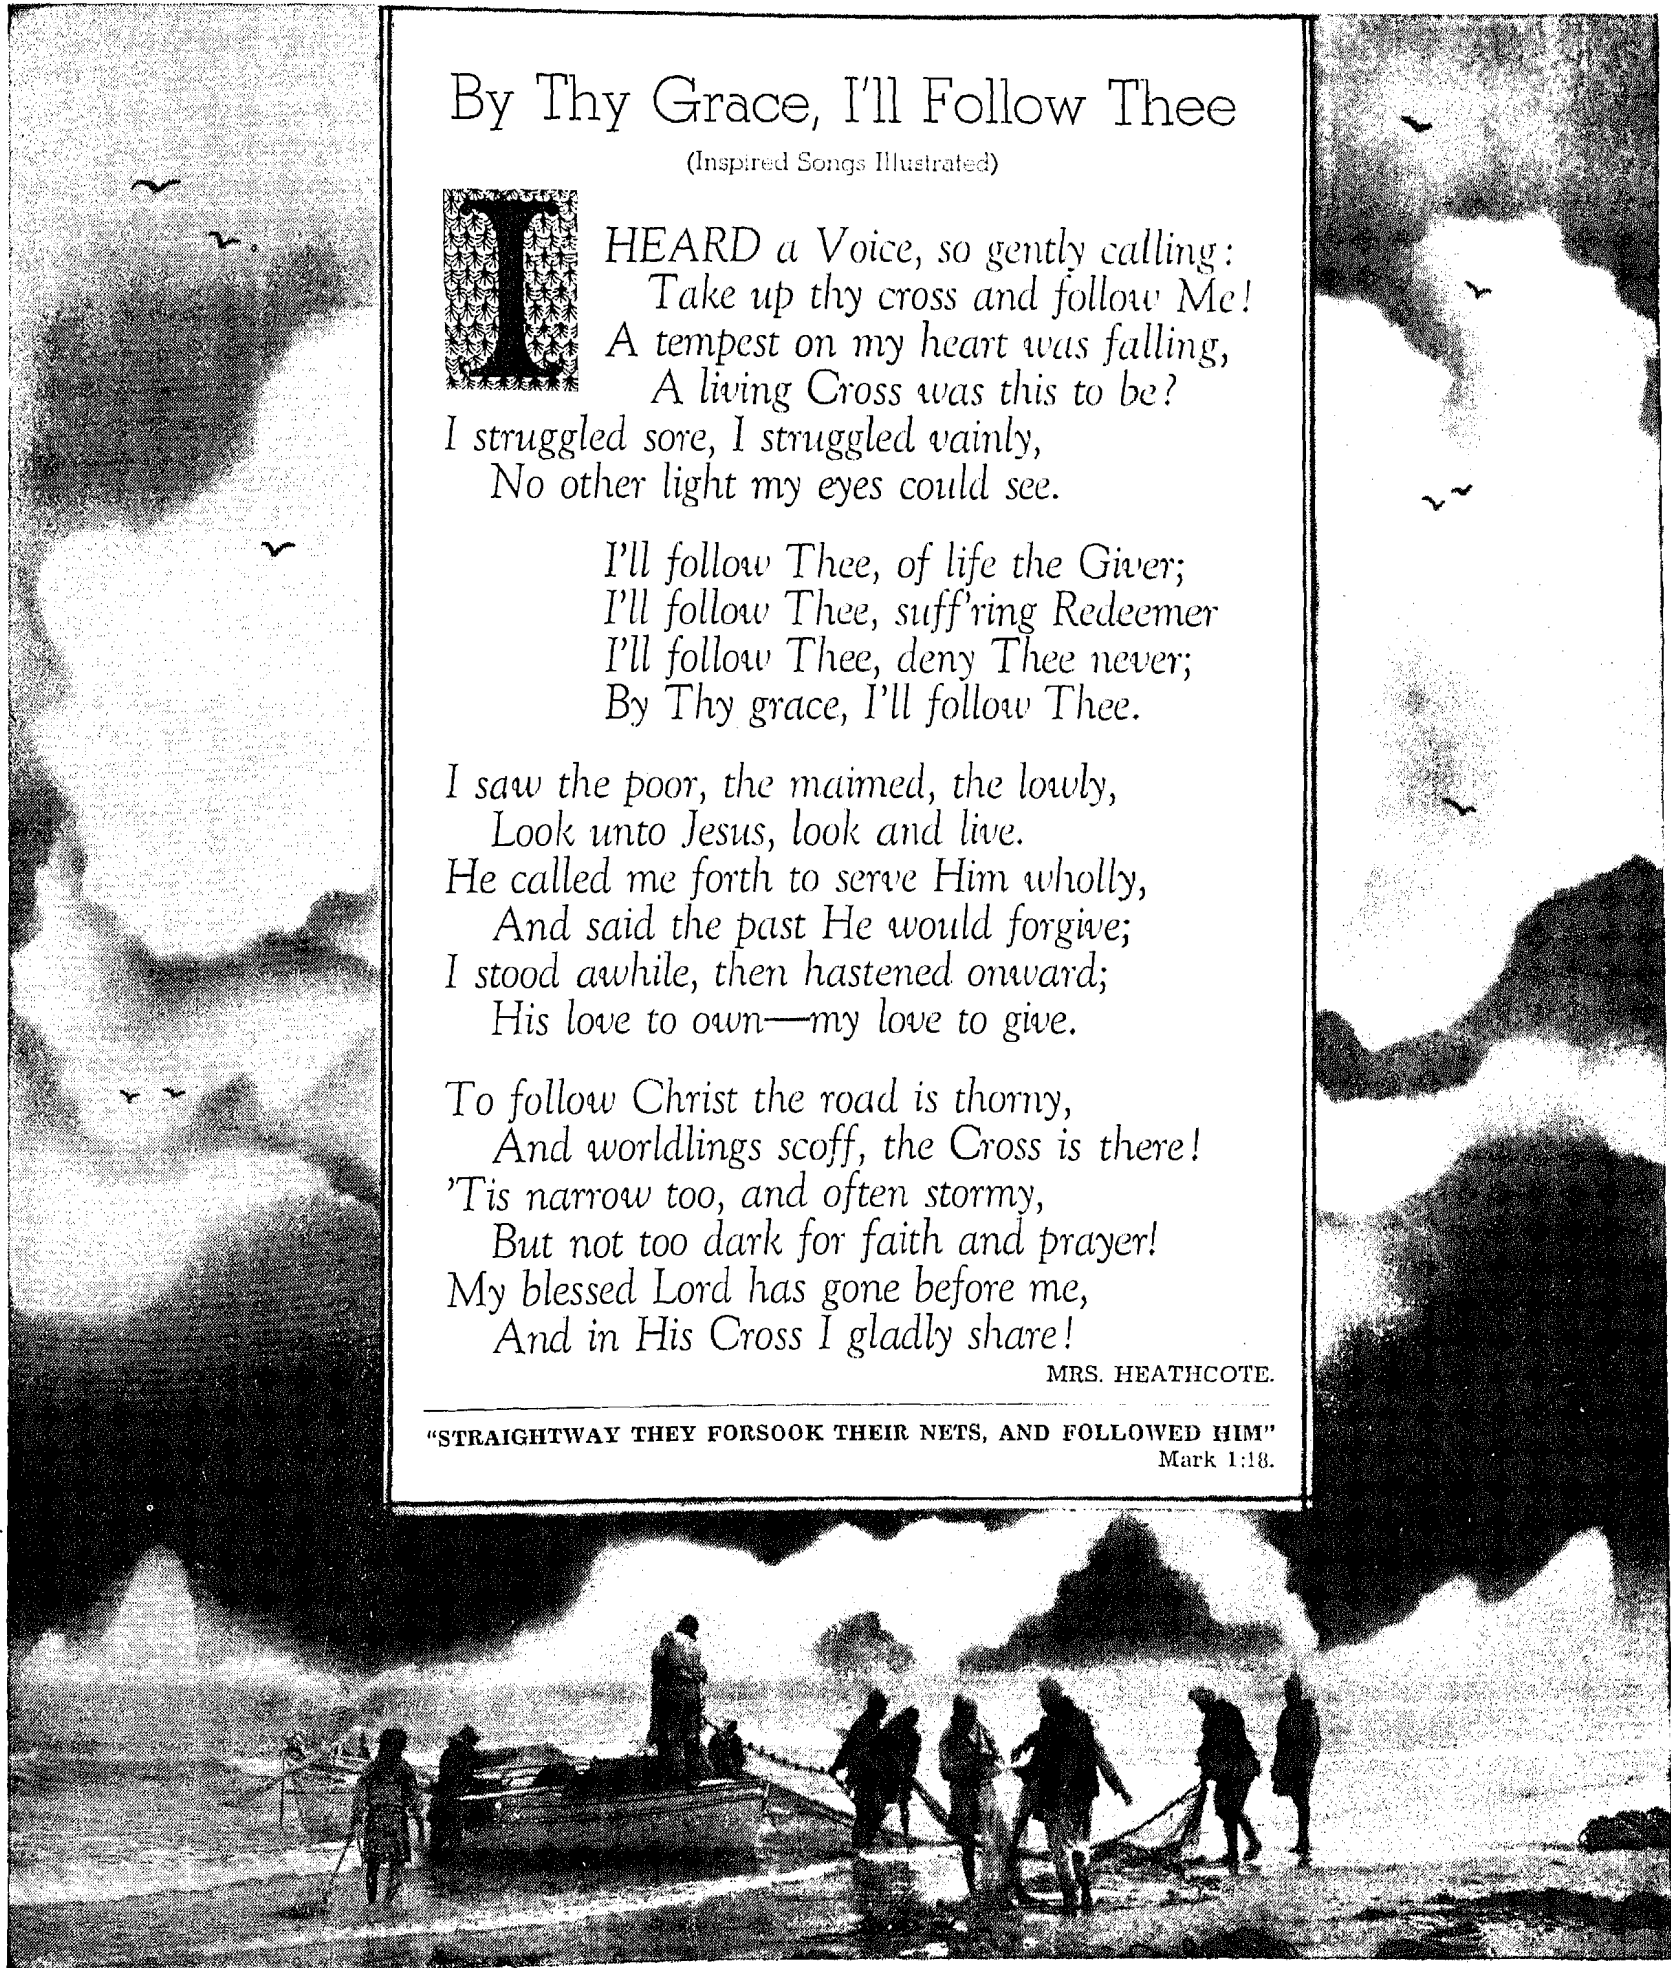 By Thy Grace, I'll Follow Thee
(Inspired Songs Illustrated)
I HEARD a Voice, so gently calling:
Take up thy cross and follow Me!
A tempest on my heart was falling,
A living Cross was this to be?
I struggled sore, I struggled vainly,
No other light my eyes could see.
I'll follow Thee, of life the Giver;
I'll follow Thee, suff'ring Redeemer
I'll follow Thee, deny Thee never;
By Thy grace, I'll follow Thee.
I saw the poor, the maimed, the lowly,
Look unto Jesus, look and live.
He called me forth to serve Him wholly,
And said the past He would forgive;
I stood awhile, then hastened onward;
His love to own—my love to give.
To follow Christ the road is thorny,
And worldlings scoff, the Cross is there!
'Tis narrow too, and often stormy,
But not too dark for faith and prayer!
My blessed Lord has gone before me,
And in His Cross I gladly share!
MRS. HEATHCOTE.
"STRAIGHTWAY THEY FORSOOK THEIR NETS, AND FOLLOWED HIM"
Mark 1:18.